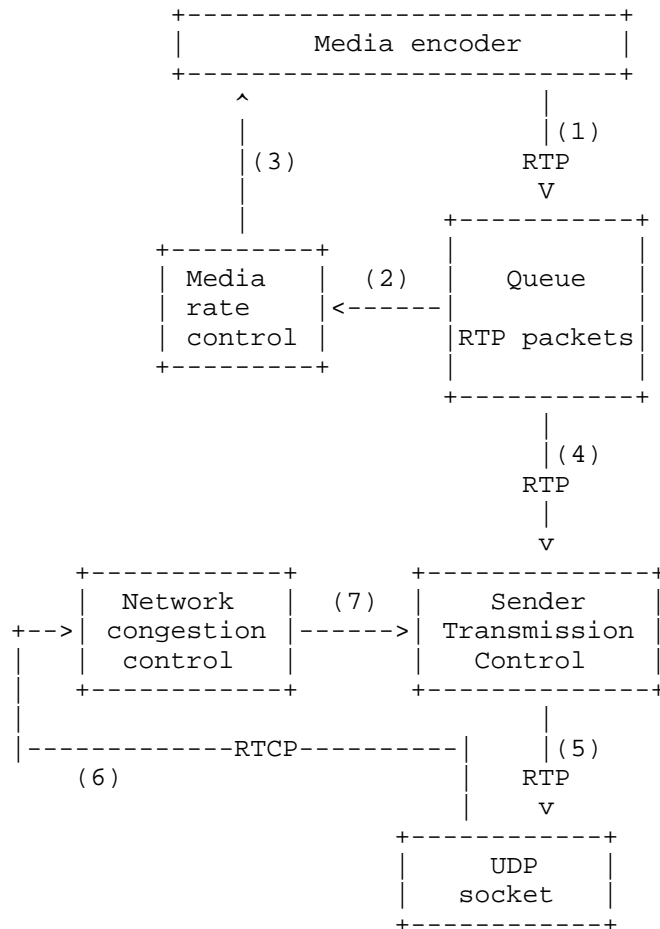 Media encoder
(1)
(3)
RTP
Media
rate
control
(2)
Queue
RTP packets
(4)
RTP
Network
congestion
control
(7)
Sender
Transmission
Control
RTCP
(5)
(6)
RTP
UDP
socket